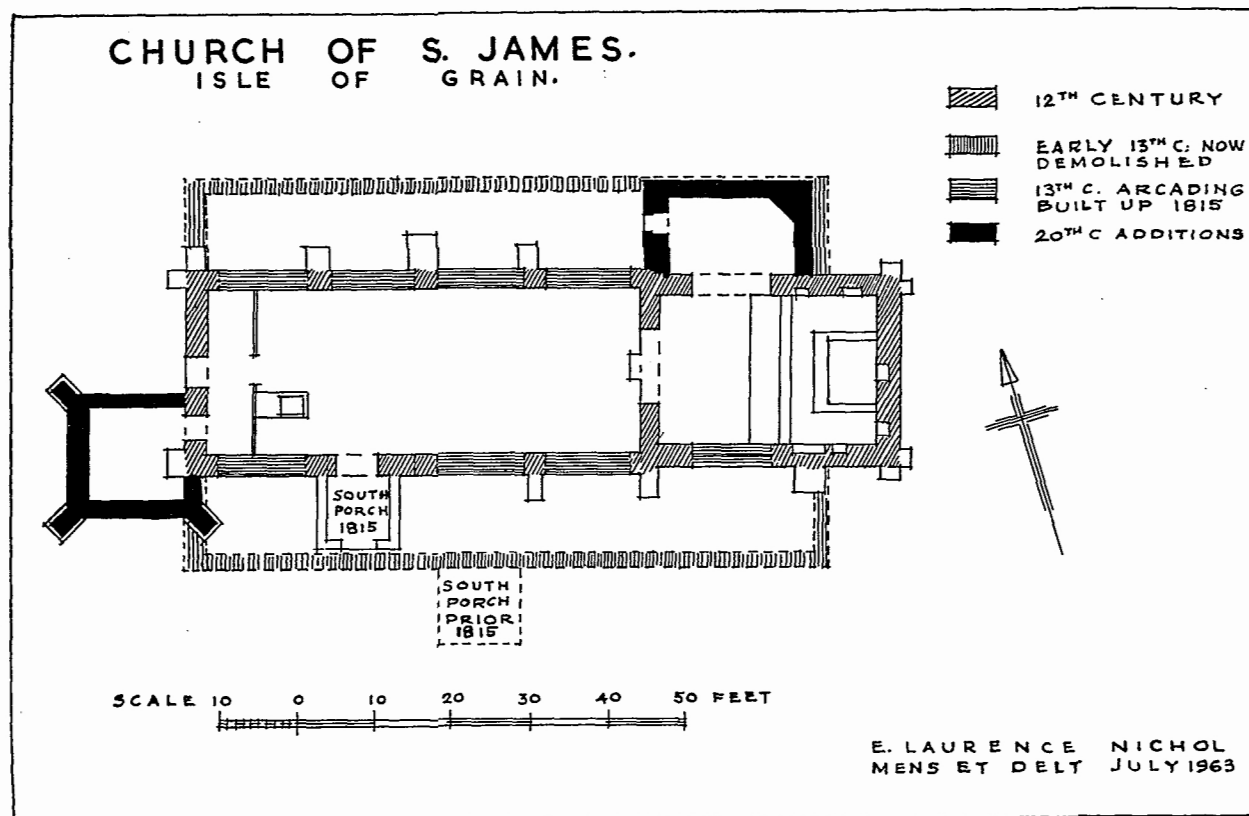 CHURCH OF S. JAMES.
ISLE OF GRAIN.
12TH CENTURY
EARLY 13TH C: NOW
DEMOLISHED
13TH C. ARCADING
BUILT UP 1815
20TH C ADDITIONS
SOUTH
PORCH
1815
SOUTH
PORCH
PRIOR
1815
SCALE 10 0 10 20 30 40 50 FEET
E. LAURENCE NICHOL
MENS ET DELT JULY 1963